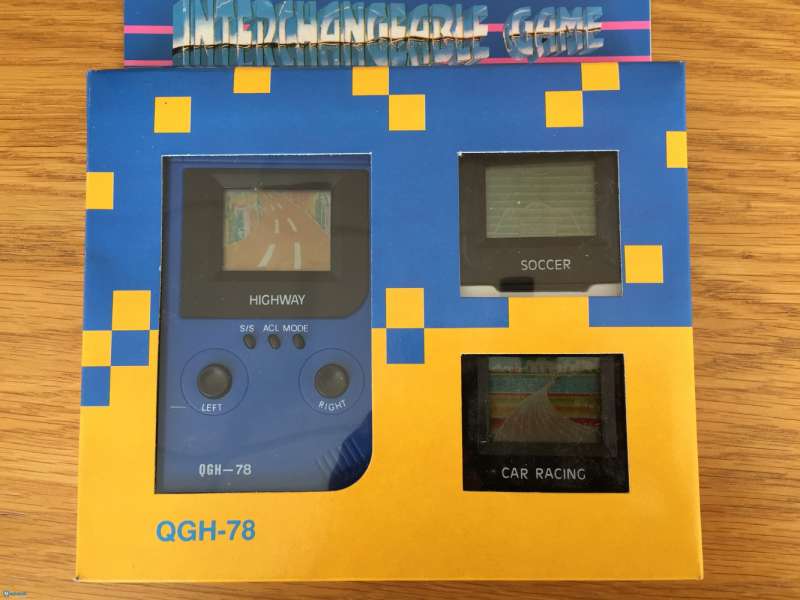 INTERCHANGEABLE GAME
HIGHWAY
S/S ACL MODE
LEFT
RIGHT
QGH-78
SOCCER
CAR RACING
QGH-78